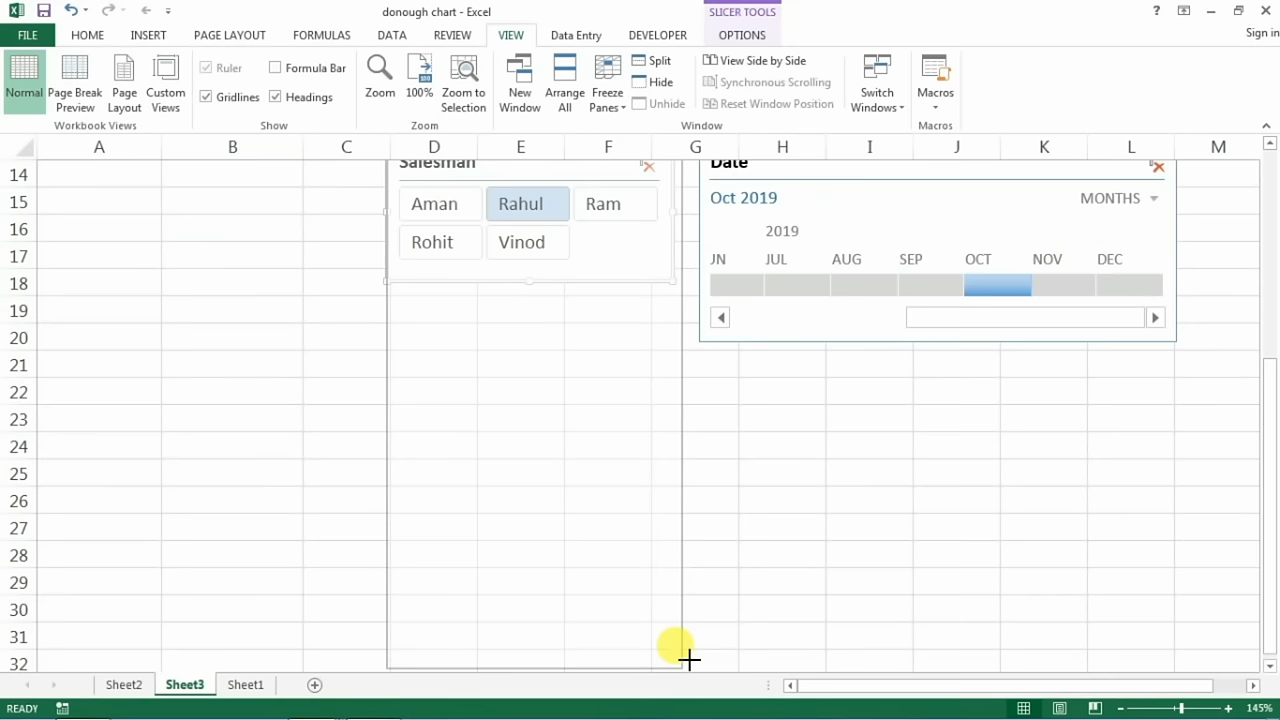 donough chart - Excel
SLICER TOOLS
?
FILE
HOME
INSERT
PAGE LAYOUT
FORMULAS
DATA
REVIEW
VIEW
Data Entry
DEVELOPER
OPTIONS
Sign in
Normal
Page Break Preview
Page Layout
Custom Views
Workbook Views
Ruler
Formula Bar
Gridlines
Headings
Show
Zoom
100%
Zoom to Selection
Zoom
New Window
Arrange All
Freeze Panes
Split
Hide
Unhide
View Side by Side
Synchronous Scrolling
Reset Window Position
Window
Switch Windows
Macros
Macros
A B C D E F G H I J K L M
14
15
16
17
18
19
20
21
22
23
24
25
26
27
28
29
30
31
32
Salesman
Aman Rahul Ram
Rohit Vinod
Date
Oct 2019 MONTHS
2019
JN JUL AUG SEP OCT NOV DEC
Sheet2 Sheet3 Sheet1
READY
145%